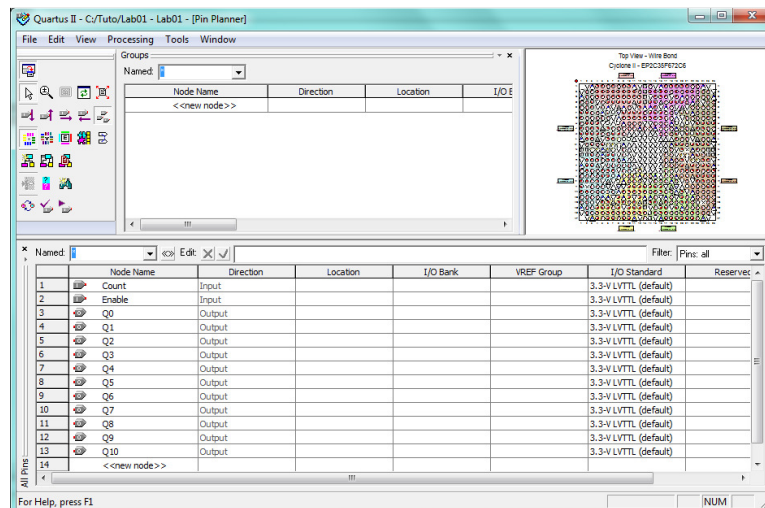 Quartus II - C:/Tuto/Lab01 - Lab01 - [Pin Planner]
File Edit View Processing Tools Window
Groups
Named: *
Node Name Direction Location I/O B
<<new node>>
Top View - Wire Bond
Cyclone II - EP2C35F672C6
Named: * Edit: Filter: Pins: all
Node Name Direction Location I/O Bank VREF Group I/O Standard Reserved
1 Count Input 3.3-V LVTTL (default)
2 Enable Input 3.3-V LVTTL (default)
3 Q0 Output 3.3-V LVTTL (default)
4 Q1 Output 3.3-V LVTTL (default)
5 Q2 Output 3.3-V LVTTL (default)
6 Q3 Output 3.3-V LVTTL (default)
7 Q4 Output 3.3-V LVTTL (default)
8 Q5 Output 3.3-V LVTTL (default)
9 Q6 Output 3.3-V LVTTL (default)
10 Q7 Output 3.3-V LVTTL (default)
11 Q8 Output 3.3-V LVTTL (default)
12 Q9 Output 3.3-V LVTTL (default)
13 Q10 Output 3.3-V LVTTL (default)
14 <<new node>>
All Pins
For Help, press F1 NUM